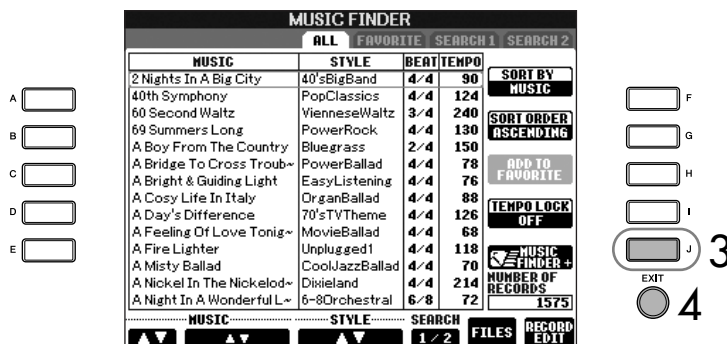 MUSIC FINDER
ALL FAVORITE SEARCH 1 SEARCH 2
MUSIC STYLE BEAT TEMPO
2 Nights In A Big City 40'sBigBand 4/4 90
40th Symphony PopClassics 4/4 124
60 Second Waltz VienneseWaltz 3/4 240
69 Summers Long PowerRock 4/4 130
A Boy From The Country Bluegrass 2/4 150
A Bridge To Cross Troub~ PowerBallad 4/4 78
A Bright & Guiding Light EasyListening 4/4 76
A Cosy Life In Italy OrganBallad 4/4 88
A Day's Difference 70'sTVTheme 4/4 126
A Feeling Of Love Tonig~ MovieBallad 4/4 68
A Fire Lighter Unplugged1 4/4 118
A Misty Ballad CoolJazzBallad 4/4 70
A Nickel In The Nickelod~ Dixieland 4/4 214
A Night In A Wonderful L~ 6-8Orchestral 6/8 72
SORT BY
MUSIC
SORT ORDER
ASCENDING
ADD TO
FAVORITE
TEMPO LOCK
OFF
MUSIC
FINDER +
NUMBER OF
RECORDS
1575
MUSIC STYLE SEARCH
1 / 2
FILES
RECORD
EDIT
A
B
C
D
E
F
G
H
I
J
3
EXIT
4